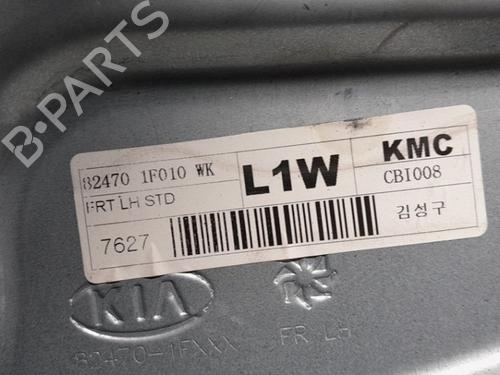 B-PARTS
82470 1F010 WK
L1W
KMC
CBI008
FRT LH STD
7627
김성구
KIA
82470-1FXXX
FR LH